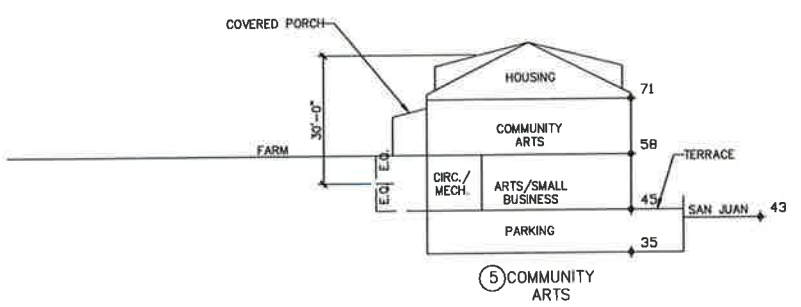 COVERED PORCH
HOUSING
71
30'-0"
COMMUNITY
ARTS
FARM
58
E.Q.
TERRACE
CIRC./
MECH.
ARTS/SMALL
BUSINESS
E.Q.
45
SAN JUAN
43
PARKING
35
5 COMMUNITY
ARTS